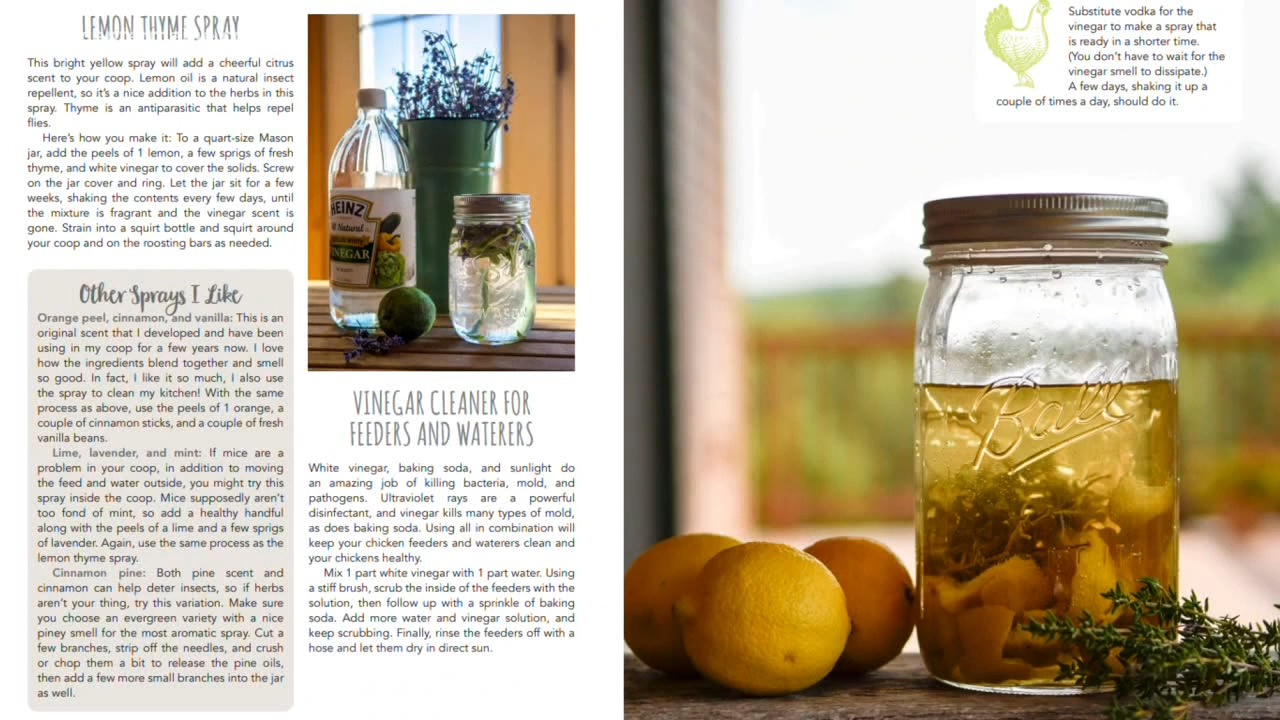 LEMON THYME SPRAY
This bright yellow spray will add a cheerful citrus
scent to your coop. Lemon oil is a natural insect
repellent, so it's a nice addition to the herbs in this
spray. Thyme is an antiparasitic that helps repel
flies.
Here's how you make it: To a quart-size Mason
jar, add the peels of 1 lemon, a few sprigs of fresh
thyme, and white vinegar to cover the solids. Screw
on the jar cover and ring. Let the jar sit for a few
weeks, shaking the contents every few days, until
the mixture is fragrant and the vinegar scent is
gone. Strain into a squirt bottle and squirt around
your coop and on the roosting bars as needed.
Other Sprays I Like
Orange peel, cinnamon, and vanilla: This is an
original scent that I developed and have been
using in my coop for a few years now. I love
how the ingredients blend together and smell
so good. In fact, I like it so much, I also use
the spray to clean my kitchen! With the same
process as above, use the peels of 1 orange, a
couple of cinnamon sticks, and a couple of fresh
vanilla beans.
Lime, lavender, and mint: If mice are a
problem in your coop, in addition to moving
the feed and water outside, you might try this
spray inside the coop. Mice supposedly aren't
too fond of mint, so add a healthy handful
along with the peels of a lime and a few sprigs
of lavender. Again, use the same process as the
lemon thyme spray.
Cinnamon pine: Both pine scent and
cinnamon can help deter insects, so if herbs
aren't your thing, try this variation. Make sure
you choose an evergreen variety with a nice
piney smell for the most aromatic spray. Cut a
few branches, strip off the needles, and crush
or chop them a bit to release the pine oils,
then add a few more small branches into the jar
as well.
HEINZ
All Natural
VINEGAR
MASON
VINEGAR CLEANER FOR
FEEDERS AND WATERERS
White vinegar, baking soda, and sunlight do
an amazing job of killing bacteria, mold, and
pathogens. Ultraviolet rays are a powerful
disinfectant, and vinegar kills many types of mold,
as does baking soda. Using all in combination will
keep your chicken feeders and waterers clean and
your chickens healthy.
Mix 1 part white vinegar with 1 part water. Using
a stiff brush, scrub the inside of the feeders with the
solution, then follow up with a sprinkle of baking
soda. Add more water and vinegar solution, and
keep scrubbing. Finally, rinse the feeders off with a
hose and let them dry in direct sun.
Substitute vodka for the
vinegar to make a spray that
is ready in a shorter time.
(You don't have to wait for the
vinegar smell to dissipate.)
A few days, shaking it up a
couple of times a day, should do it.
Ball